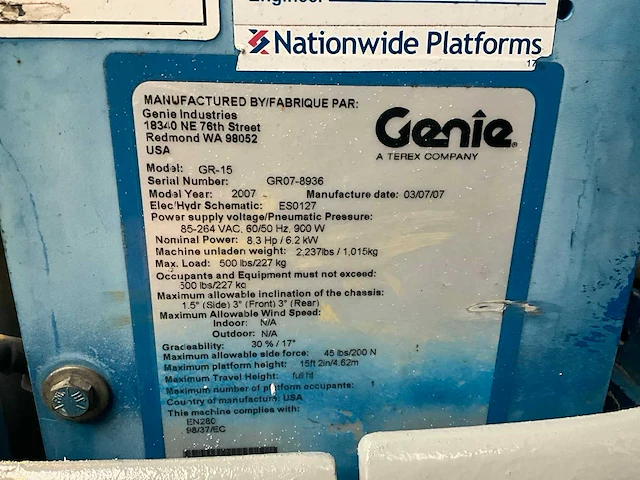 Engineer
Nationwide Platforms
17
MANUFACTURED BY/FABRIQUE PAR:
Genie Industries
18340 NE 76th Street
Redmond WA 98052
USA
Genie
A TEREX COMPANY
Model: GR-15
Serial Number: GR07-8936
Model Year: 2007 Manufacture date: 03/07/07
Elec/Hydr Schematic: ES0127
Power supply voltage/Pneumatic Pressure:
85-264 VAC, 60/50 Hz, 900 W
Nominal Power: 8.3 Hp / 6.2 kW
Machine unladen weight: 2,237lbs / 1,015kg
Max. Load: 500 lbs/227 kg
Occupants and Equipment must not exceed:
500 lbs/227 kg
Maximum allowable inclination of the chassis:
1.5° (Side) 3° (Front) 3° (Rear)
Maximum Allowable Wind Speed:
Indoor: N/A
Outdoor: N/A
Gradeability: 30 % / 17°
Maximum allowable side force: 45 lbs/200 N
Maximum platform height: 15ft 2in/4.62m
Maximum Travel Height: full ht
Maximum number of platform occupants: 1
Country of manufacture: USA
This machine complies with:
EN280
98/37/EC